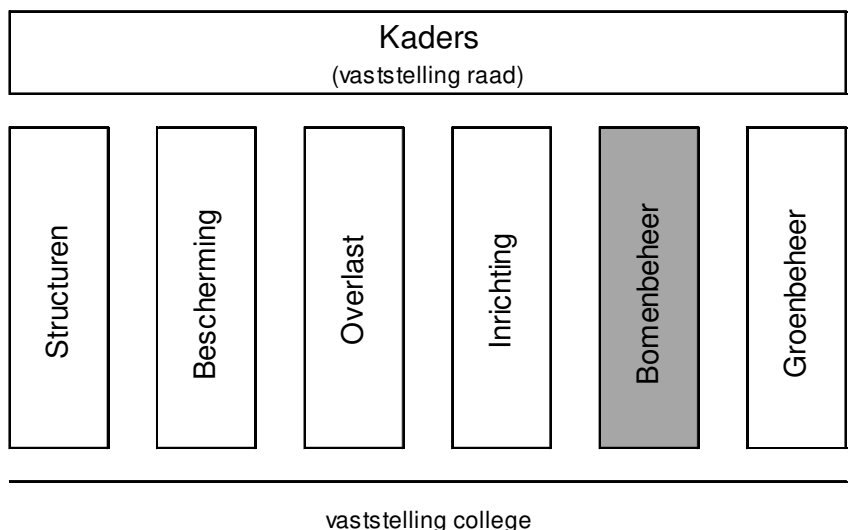 Kaders
(vaststelling raad)
Structuren
Bescherming
Overlast
Inrichting
Bomenbeheer
Groenbeheer
vaststelling college